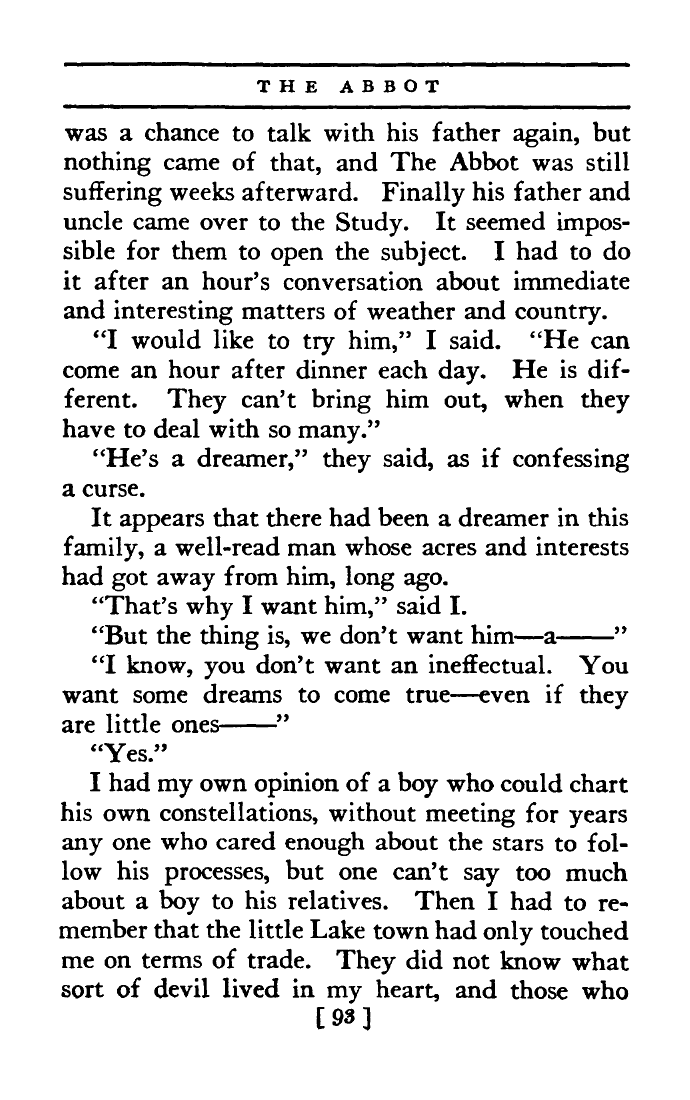 THE ABBOT
was a chance to talk with his father again, but
nothing came of that, and The Abbot was still
suffering weeks afterward. Finally his father and
uncle came over to the Study. It seemed impos-
sible for them to open the subject. I had to do
it after an hour's conversation about immediate
and interesting matters of weather and country.
"I would like to try him," I said. "He can
come an hour after dinner each day. He is dif-
ferent. They can't bring him out, when they
have to deal with so many."
"He's a dreamer," they said, as if confessing
a curse.
It appears that there had been a dreamer in this
family, a well-read man whose acres and interests
had got away from him, long ago.
"That's why I want him," said I.
"But the thing is, we don't want him—a——"
"I know, you don't want an ineffectual. You
want some dreams to come true—even if they
are little ones——"
"Yes."
I had my own opinion of a boy who could chart
his own constellations, without meeting for years
any one who cared enough about the stars to fol-
low his processes, but one can't say too much
about a boy to his relatives. Then I had to re-
member that the little Lake town had only touched
me on terms of trade. They did not know what
sort of devil lived in my heart, and those who
[ 93 ]